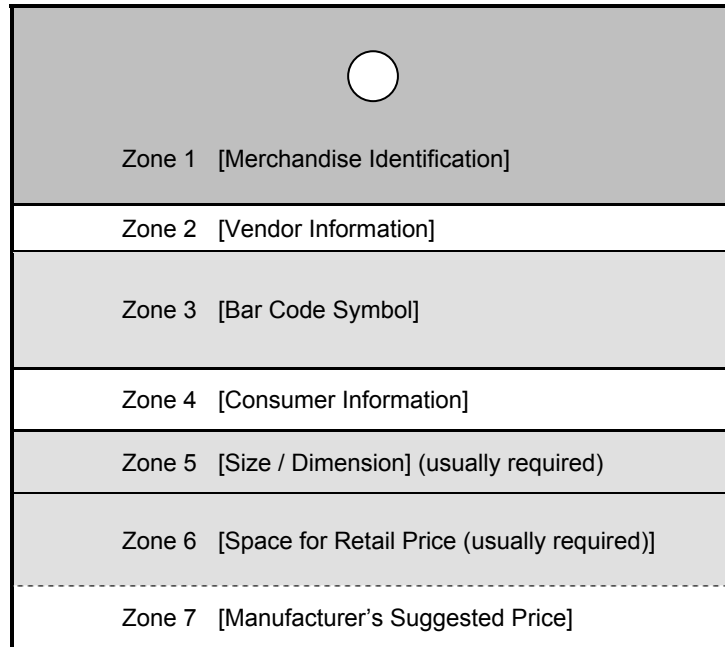 Zone 1 [Merchandise Identification]
Zone 2 [Vendor Information]
Zone 3 [Bar Code Symbol]
Zone 4 [Consumer Information]
Zone 5 [Size / Dimension] (usually required)
Zone 6 [Space for Retail Price (usually required)]
Zone 7 [Manufacturer’s Suggested Price]